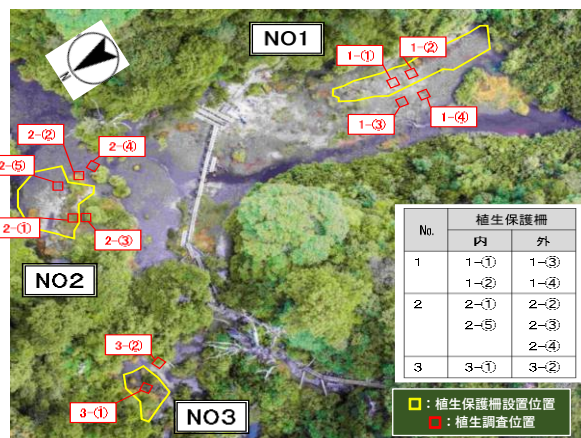 N
NO1
1-①
1-②
1-③
1-④
2-②
2-④
2-⑤
2-①
2-③
NO2
3-②
3-①
NO3
No. 植生保護柵
内 外
1 1-① 1-③
1-② 1-④
2 2-① 2-②
2-⑤ 2-③
2-④
3 3-① 3-②
：植生保護柵設置位置
：植生調査位置